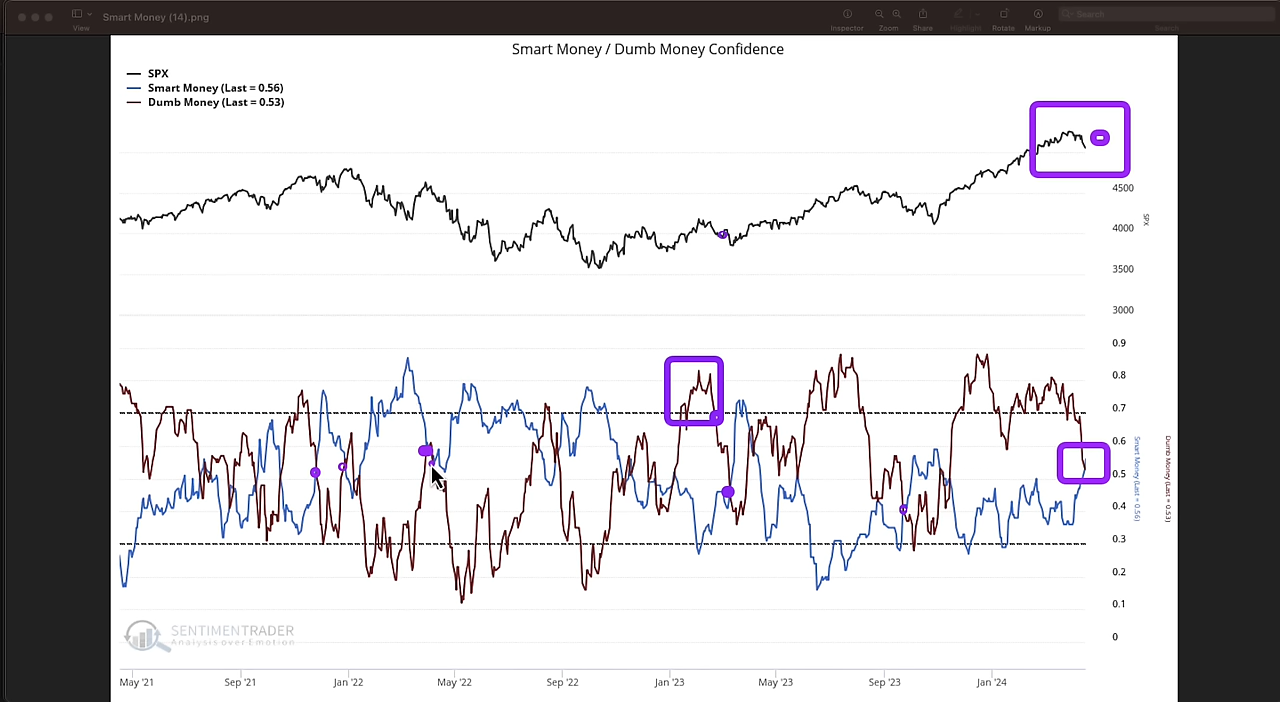 Smart Money (14).png
View
Inspector
Zoom
Share
Highlight
Rotate
Markup
Search
Search
Smart Money / Dumb Money Confidence
SPX
Smart Money (Last = 0.56)
Dumb Money (Last = 0.53)
4500
4000
3500
3000
SPX
0.9
0.8
0.7
0.6
0.5
0.4
0.3
0.2
0.1
0
Smart Money (Last = 0.56)
Dumb Money (Last = 0.53)
SENTIMENTRADER
Analysis over Emotion
May '21
Sep '21
Jan '22
May '22
Sep '22
Jan '23
May '23
Sep '23
Jan '24